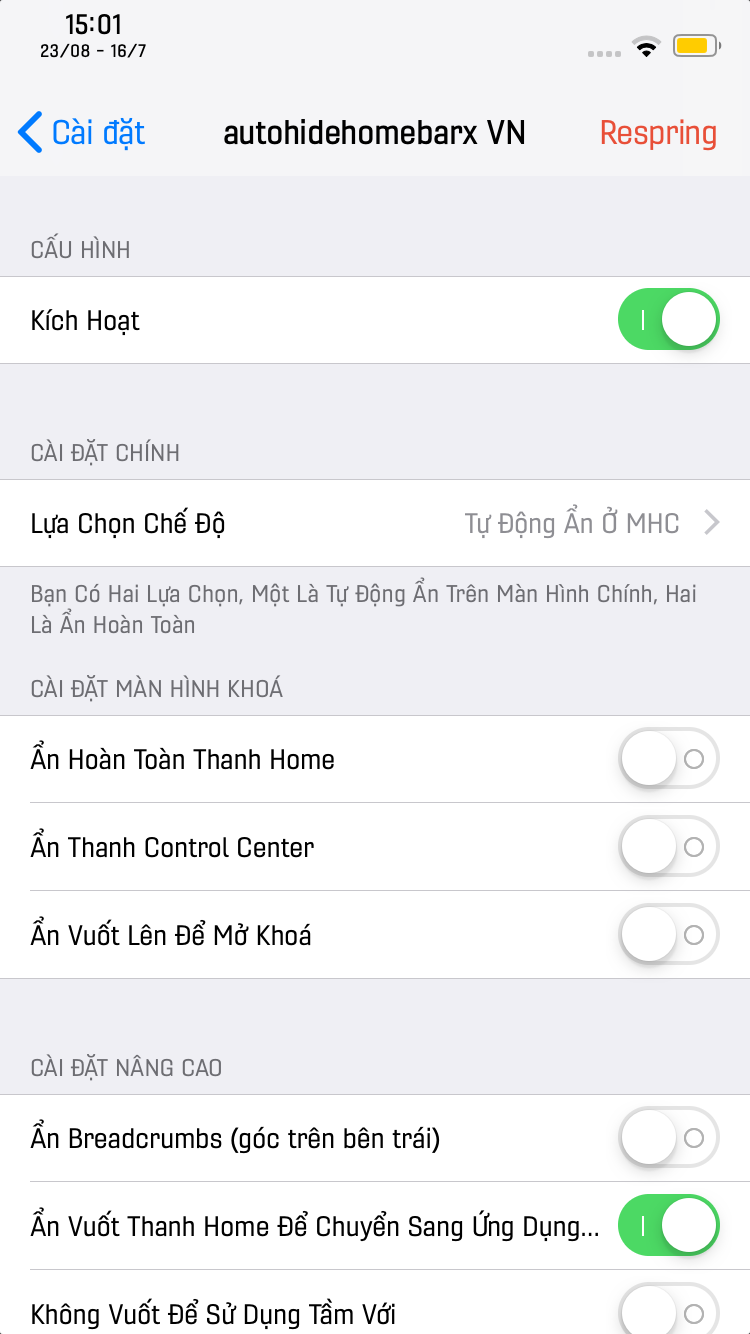 15:01
23/08 - 16/7
Cài đặt
autohidehomebarx VN
Respring
CẤU HÌNH
Kích Hoạt
CÀI ĐẶT CHÍNH
Lựa Chọn Chế Độ
Tự Động Ẩn Ở MHC
Bạn Có Hai Lựa Chọn, Một Là Tự Động Ẩn Trên Màn Hình Chính, Hai
Là Ẩn Hoàn Toàn
CÀI ĐẶT MÀN HÌNH KHOÁ
Ẩn Hoàn Toàn Thanh Home
Ẩn Thanh Control Center
Ẩn Vuốt Lên Để Mở Khoá
CÀI ĐẶT NÂNG CAO
Ẩn Breadcrumbs (góc trên bên trái)
Ẩn Vuốt Thanh Home Để Chuyển Sang Ứng Dụng...
Không Vuốt Để Sử Dụng Tầm Với